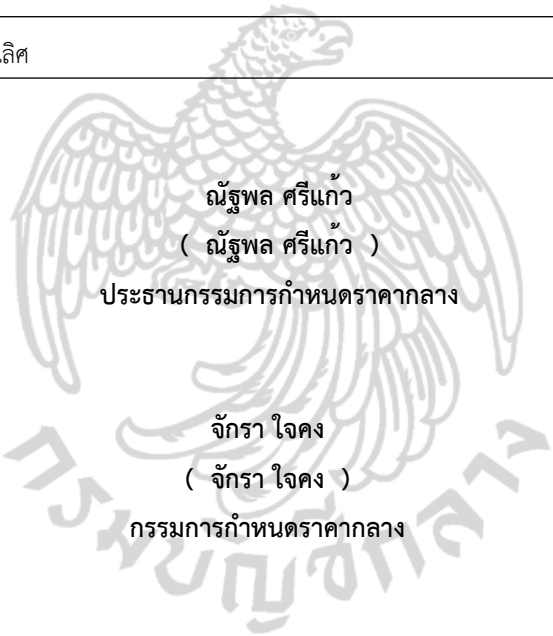 ณัฐพล ศรีแก้ว
( ณัฐพล ศรีแก้ว )
ประธานกรรมการกำหนดราคากลาง
จักรา ใจคง
( จักรา ใจคง )
กรรมการกำหนดราคากลาง
กรมบัญชีกลาง